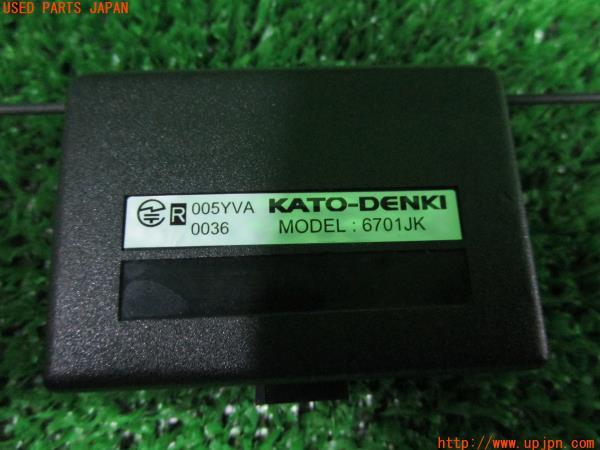 USED PARTS JAPAN
R 005YVA KATO-DENKI
0036 MODEL : 6701JK
http://www.upjpn.com/